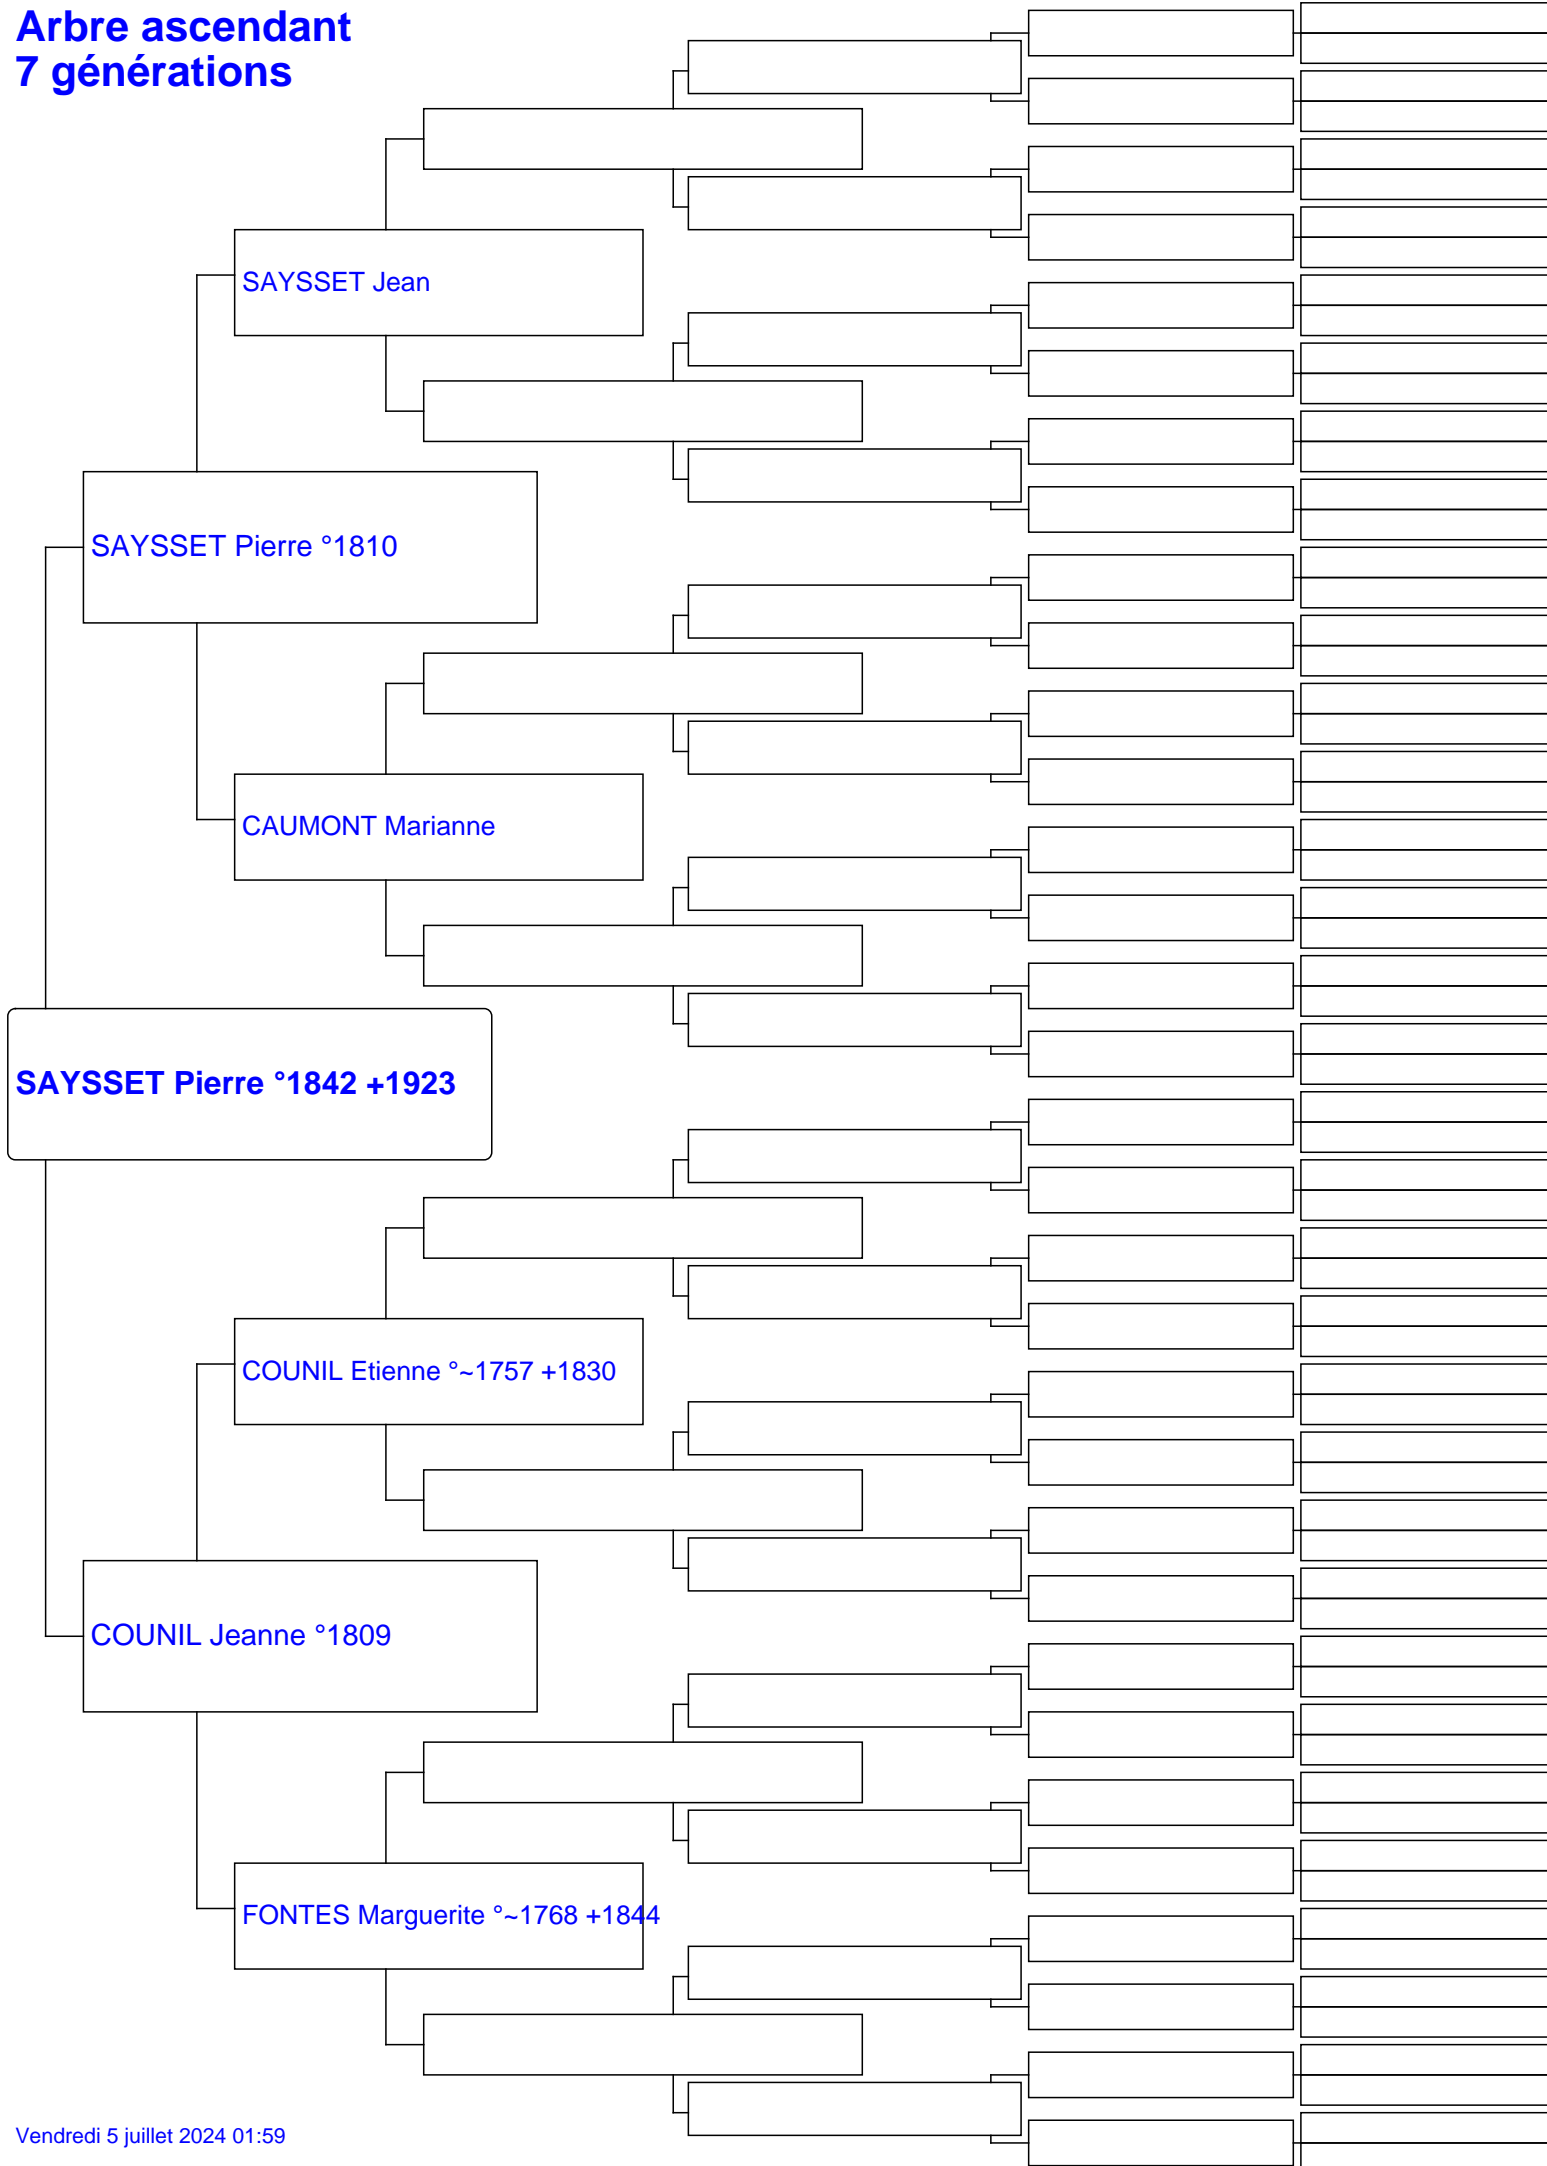 Arbre ascendant
7 générations
SAYSSET Jean
SAYSSET Pierre °1810
CAUMONT Marianne
SAYSSET Pierre °1842 +1923
COUNIL Etienne °~1757 +1830
COUNIL Jeanne °1809
FONTES Marguerite °~1768 +1844
Vendredi 5 juillet 2024 01:59